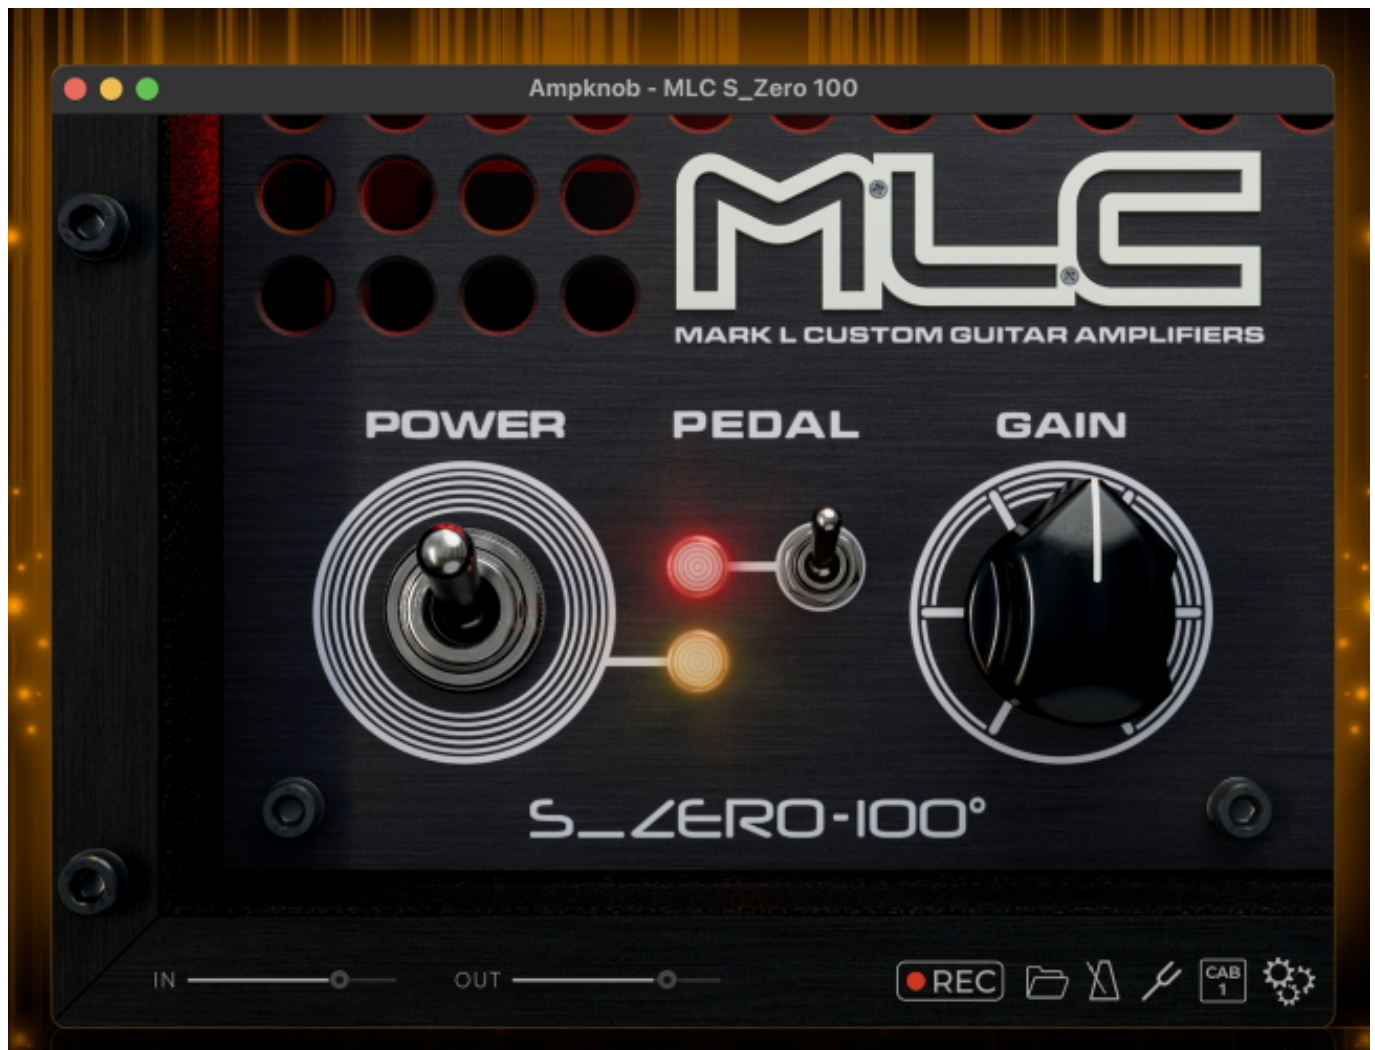 Ampknob - MLC S_Zero 100
MLC
MARK L CUSTOM GUITAR AMPLIFIERS
POWER PEDAL GAIN
S_ZERO-100°
IN OUT REC CAB
1